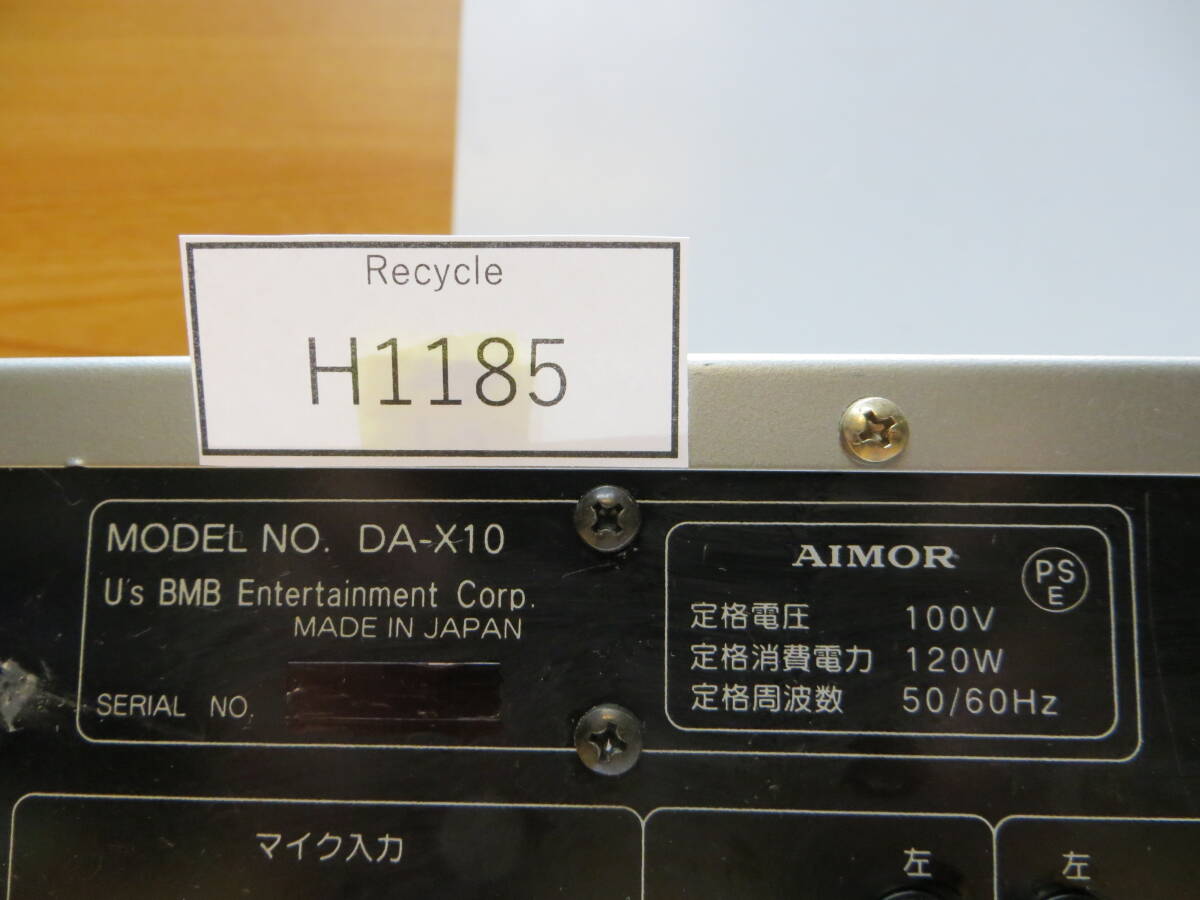 Recycle
H1185
MODEL NO. DA-X10
U's BMB Entertainment Corp.
MADE IN JAPAN
SERIAL NO.
AIMOR
PS
E
定格電圧 100V
定格消費電力 120W
定格周波数 50/60Hz
マイク入力
左
左